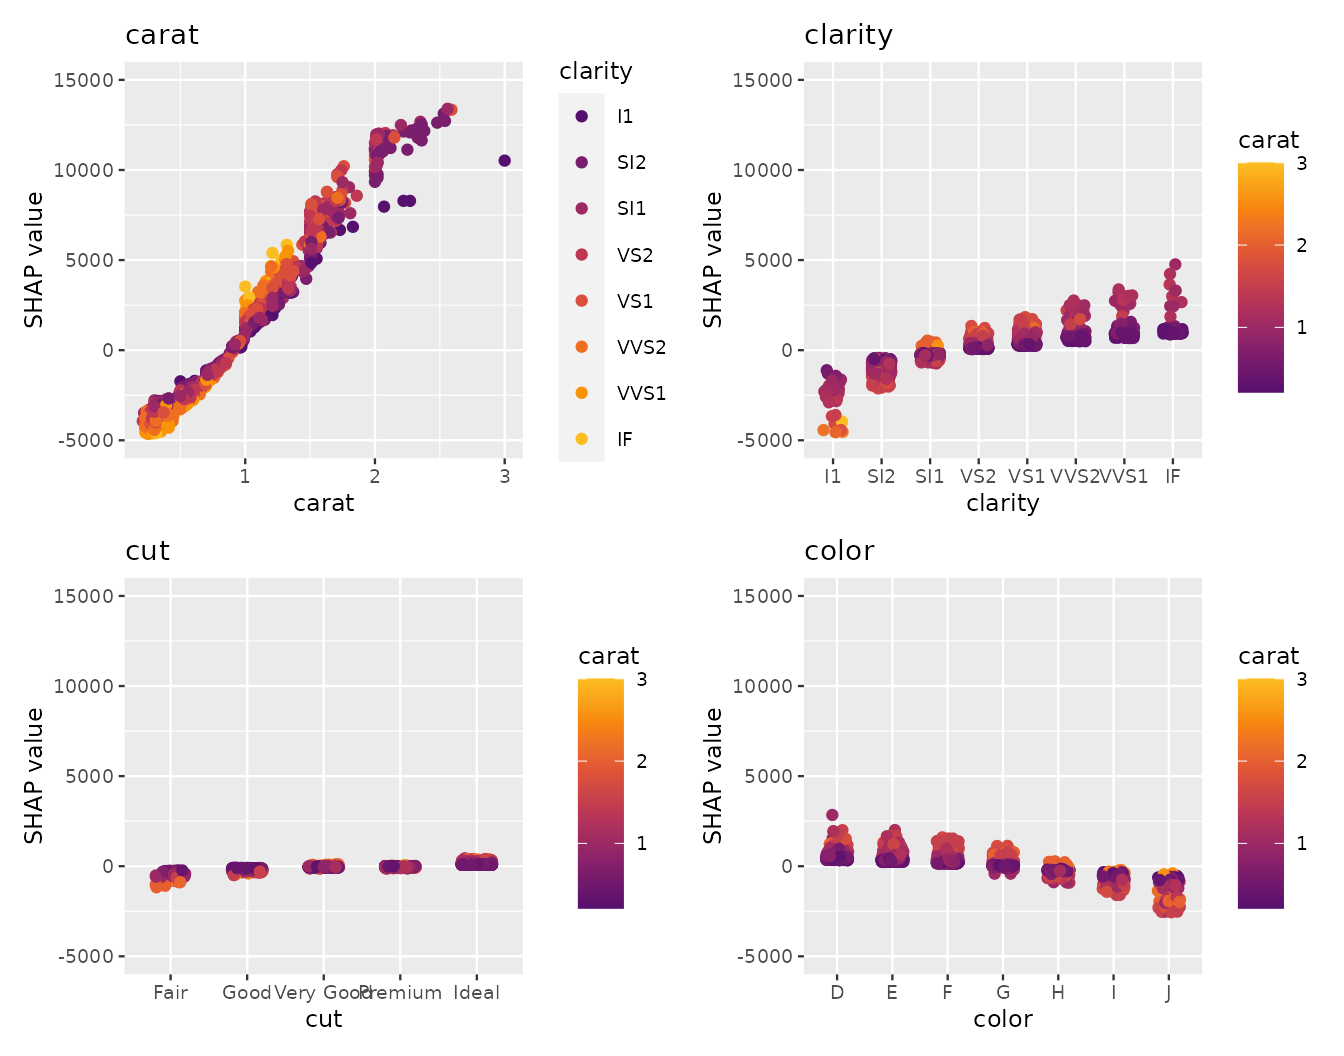 carat
SHAP value
15000
10000
5000
0
-5000
1 2 3
carat
clarity
I1
SI2
SI1
VS2
VS1
VVS2
VVS1
IF
clarity
SHAP value
15000
10000
5000
0
-5000
I1 SI2 SI1 VS2 VS1 VVS2 VVS1 IF
clarity
carat
3
2
1
cut
SHAP value
15000
10000
5000
0
-5000
Fair Good Very Good Premium Ideal
cut
carat
3
2
1
color
SHAP value
15000
10000
5000
0
-5000
D E F G H I J
color
carat
3
2
1